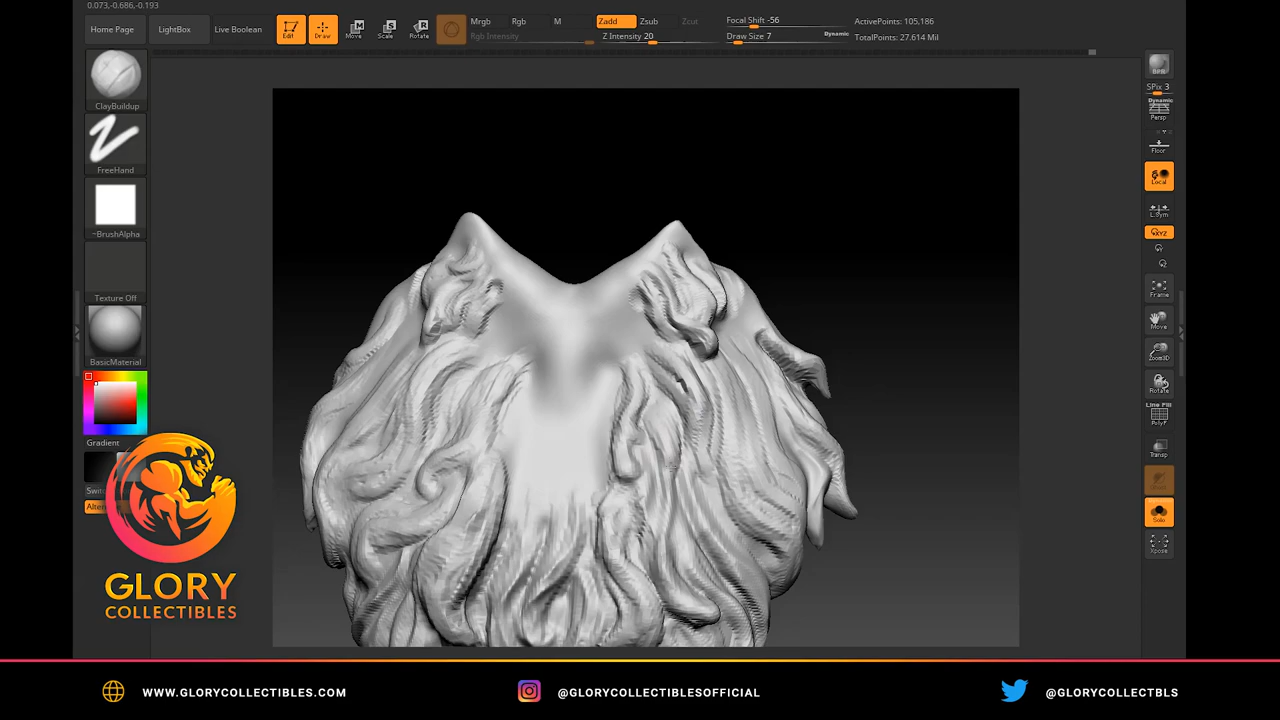 0.073,-0.686,-0.193
Home Page
LightBox
Live Boolean
Edit
Draw
Move
Scale
Rotate
Mrgb
Rgb
M
Rgb Intensity
Zadd
Zsub
Zcut
Z Intensity 20
Focal Shift -56
Draw Size 7
Dynamic
ActivePoints: 105,186
TotalPoints: 27.614 Mil
ClayBuildup
FreeHand
~BrushAlpha
Texture Off
BasicMaterial
Gradient
BPR
SPix 3
Dynamic
Persp
Floor
Local
L.Sym
XYZ
Frame
Move
Zoom3D
Rotate
Line Fill
PolyF
Transp
Solo
Xpose
GLORY
COLLECTIBLES
WWW.GLORYCOLLECTIBLES.COM
@GLORYCOLLECTIBLESOFFICIAL
@GLORYCOLLECTBLS